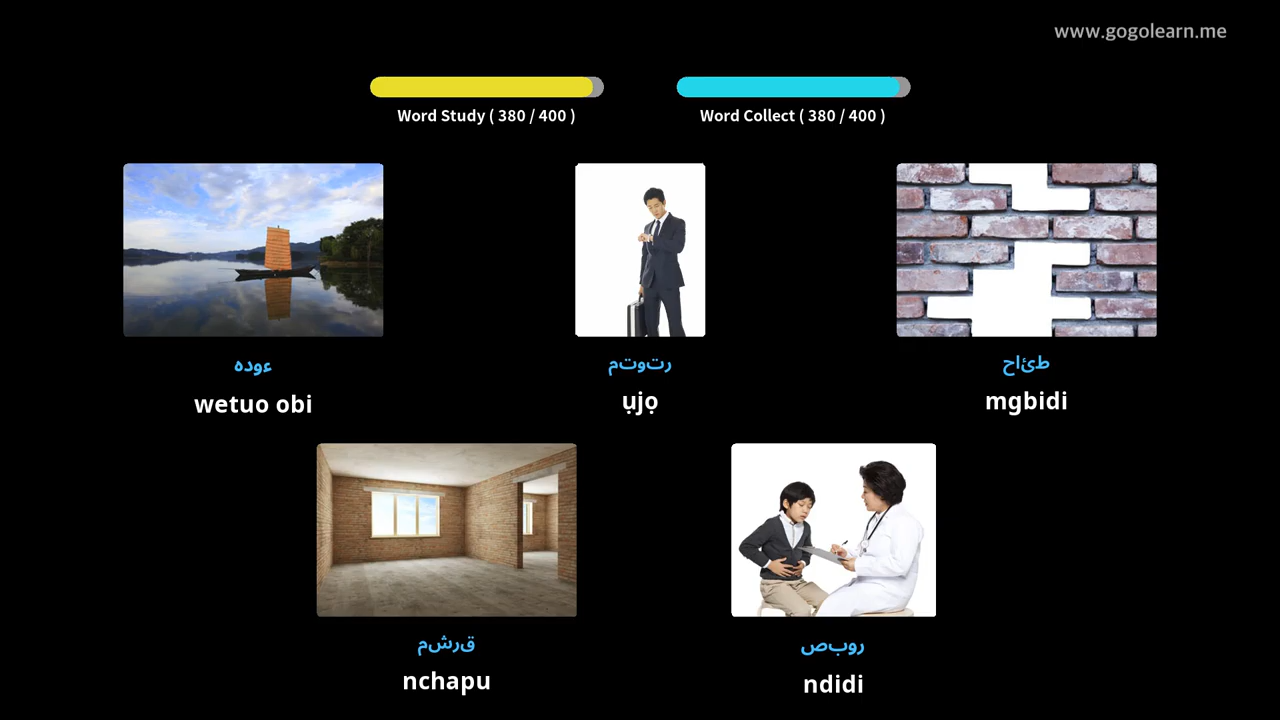 www.gogolearn.me
Word Study ( 380 / 400 )
Word Collect ( 380 / 400 )
ءوده
wetuo obi
رتوتم
ụjọ
طئاح
mgbidi
قرشم
nchapu
روبص
ndidi